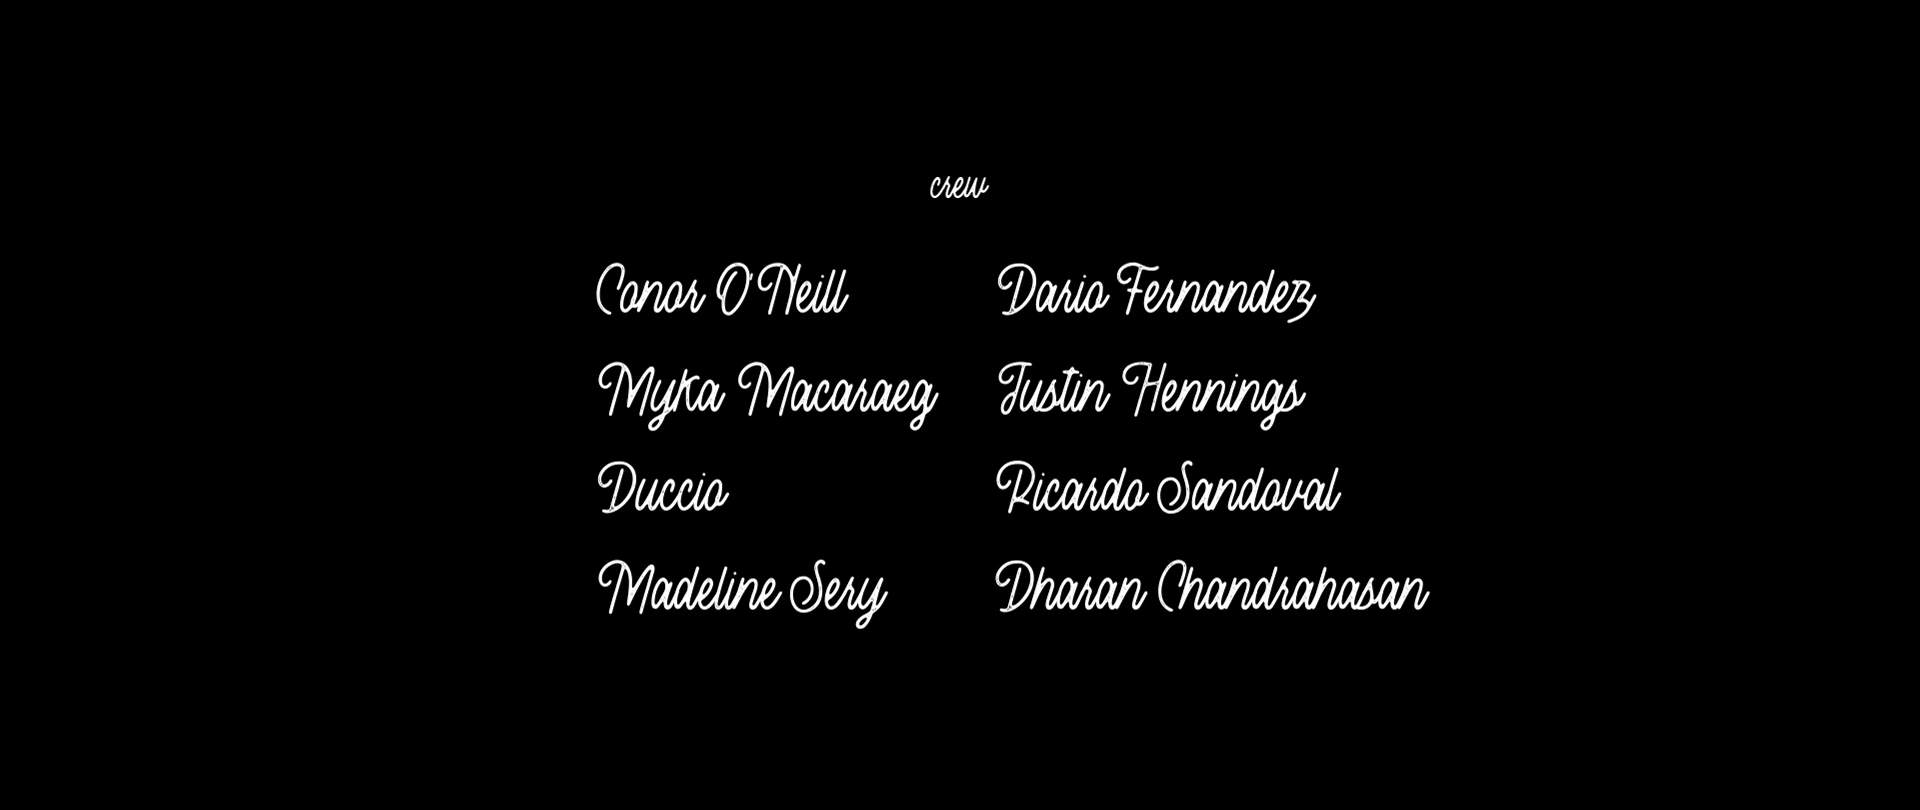 crew
Conor O'Neill
Dario Fernandez
Myka Macaraeg
Justin Hennings
Duccio
Ricardo Sandoval
Madeline Sery
Dharan Chandrahasan